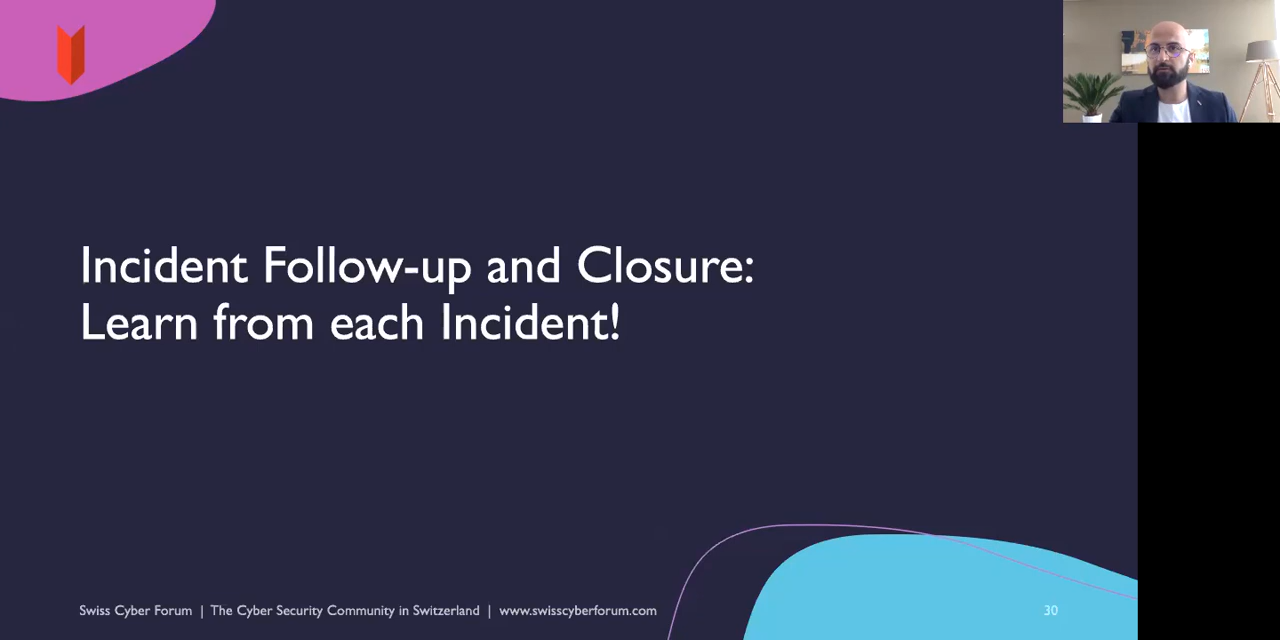 Incident Follow-up and Closure:
Learn from each Incident!
Swiss Cyber Forum | The Cyber Security Community in Switzerland | www.swisscyberforum.com
30